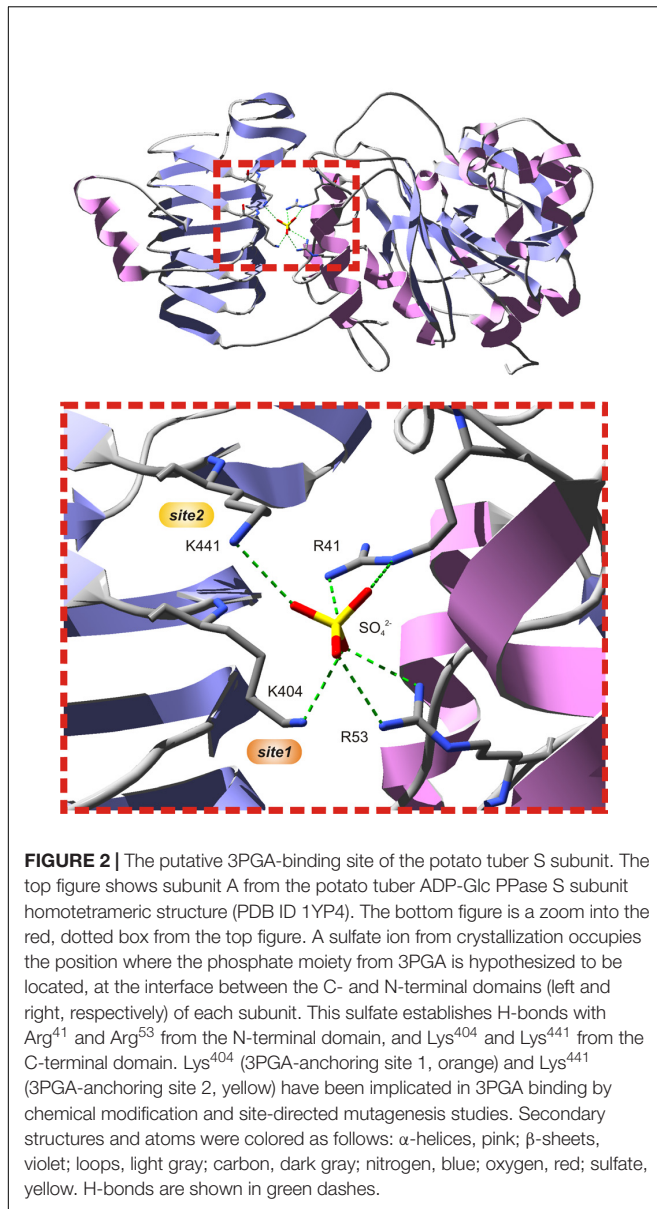 site2
K441
R41
SO₄²⁻
K404
site1
R53
FIGURE 2 | The putative 3PGA-binding site of the potato tuber S subunit. The
top figure shows subunit A from the potato tuber ADP-Glc PPase S subunit
homotetrameric structure (PDB ID 1YP4). The bottom figure is a zoom into the
red, dotted box from the top figure. A sulfate ion from crystallization occupies
the position where the phosphate moiety from 3PGA is hypothesized to be
located, at the interface between the C- and N-terminal domains (left and
right, respectively) of each subunit. This sulfate establishes H-bonds with
Arg⁴¹ and Arg⁵³ from the N-terminal domain, and Lys⁴⁰⁴ and Lys⁴⁴¹ from the
C-terminal domain. Lys⁴⁰⁴ (3PGA-anchoring site 1, orange) and Lys⁴⁴¹
(3PGA-anchoring site 2, yellow) have been implicated in 3PGA binding by
chemical modification and site-directed mutagenesis studies. Secondary
structures and atoms were colored as follows: α-helices, pink; β-sheets,
violet; loops, light gray; carbon, dark gray; nitrogen, blue; oxygen, red; sulfate,
yellow. H-bonds are shown in green dashes.